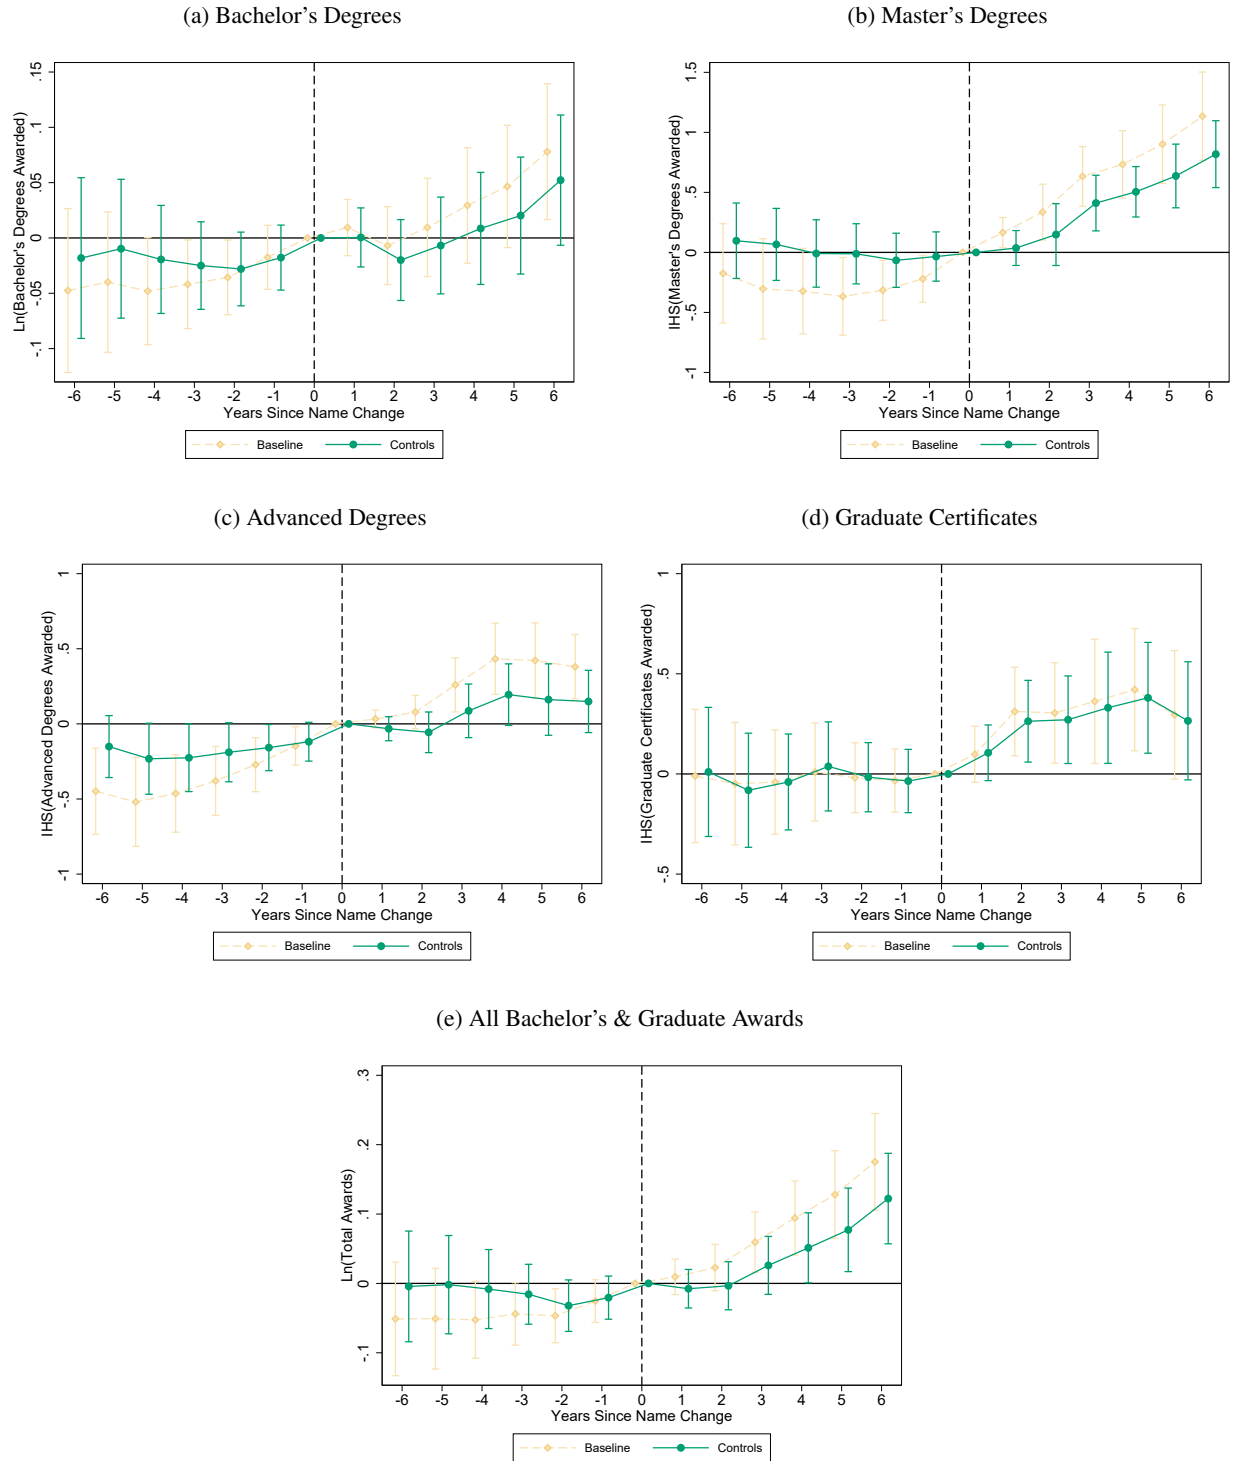 (a) Bachelor’s Degrees
Ln(Bachelor's Degrees Awarded)
.15
.1
.05
0
-.05
-.1
-6 -5 -4 -3 -2 -1 0 1 2 3 4 5 6
Years Since Name Change
Baseline Controls
(b) Master’s Degrees
IHS(Master's Degrees Awarded)
1.5
1
.5
0
-.5
-1
-6 -5 -4 -3 -2 -1 0 1 2 3 4 5 6
Years Since Name Change
Baseline Controls
(c) Advanced Degrees
IHS(Advanced Degrees Awarded)
1
.5
0
-.5
-1
-6 -5 -4 -3 -2 -1 0 1 2 3 4 5 6
Years Since Name Change
Baseline Controls
(d) Graduate Certificates
IHS(Graduate Certificates Awarded)
1
.5
0
-.5
-6 -5 -4 -3 -2 -1 0 1 2 3 4 5 6
Years Since Name Change
Baseline Controls
(e) All Bachelor’s & Graduate Awards
Ln(Total Awards)
.3
.2
.1
0
-.1
-6 -5 -4 -3 -2 -1 0 1 2 3 4 5 6
Years Since Name Change
Baseline Controls